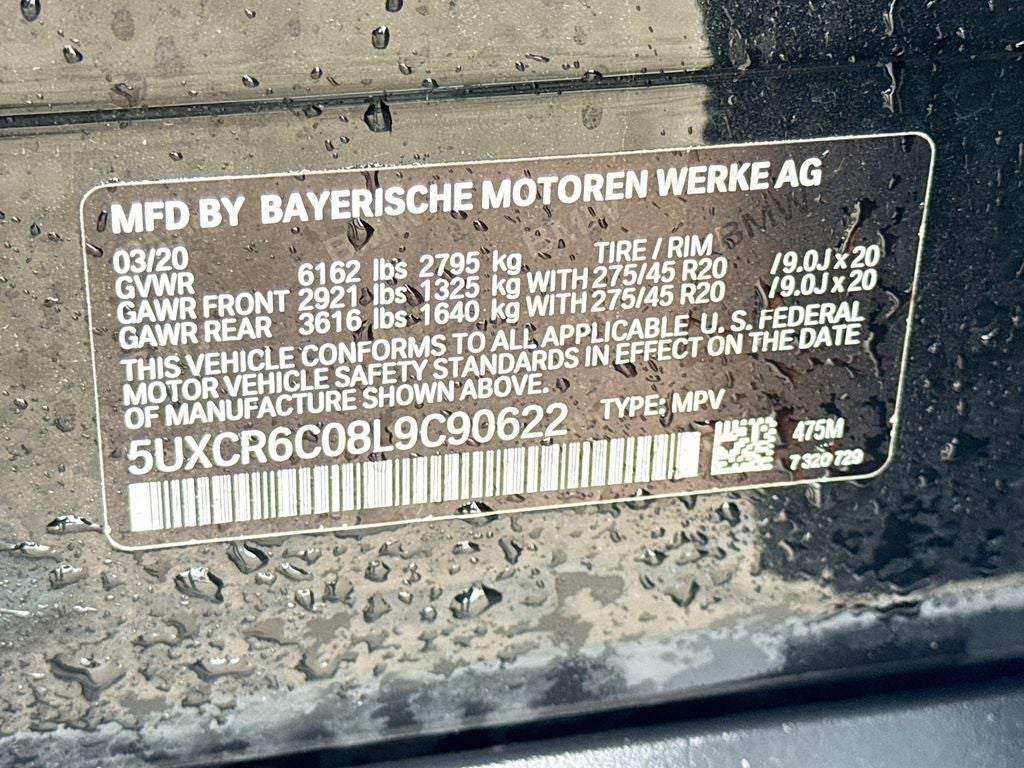 MFD BY BAYERISCHE MOTOREN WERKE AG
03/20 TIRE / RIM
GVWR 6162 lbs 2795 kg
GAWR FRONT 2921 lbs 1325 kg WITH 275/45 R20 /9.0J x 20
GAWR REAR 3616 lbs 1640 kg WITH 275/45 R20 /9.0J x 20
THIS VEHICLE CONFORMS TO ALL APPLICABLE U. S. FEDERAL
MOTOR VEHICLE SAFETY STANDARDS IN EFFECT ON THE DATE
OF MANUFACTURE SHOWN ABOVE.
5UXCR6C08L9C90622 TYPE: MPV
475M
7 320 729
BMW
BMW